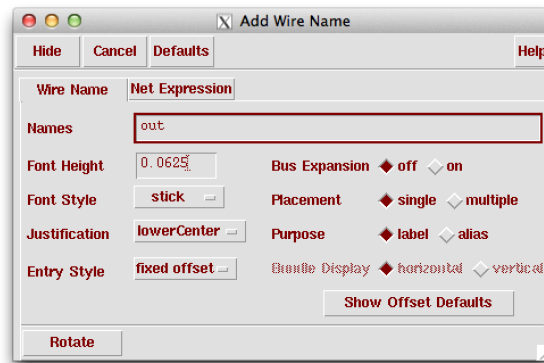 Add Wire Name
Hide Cancel Defaults Help
Wire Name Net Expression
Names out
Font Height 0.0625 Bus Expansion off on
Font Style stick Placement single multiple
Justification lowerCenter Purpose label alias
Entry Style fixed offset Bundle Display horizontal vertical
Show Offset Defaults
Rotate